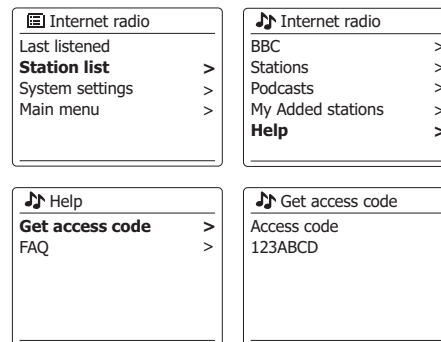 Internet radio
Last listened
Station list >
System settings >
Main menu >
Internet radio
BBC >
Stations >
Podcasts >
My Added stations >
Help >
Help
Get access code >
FAQ >
Get access code
Access code
123ABCD